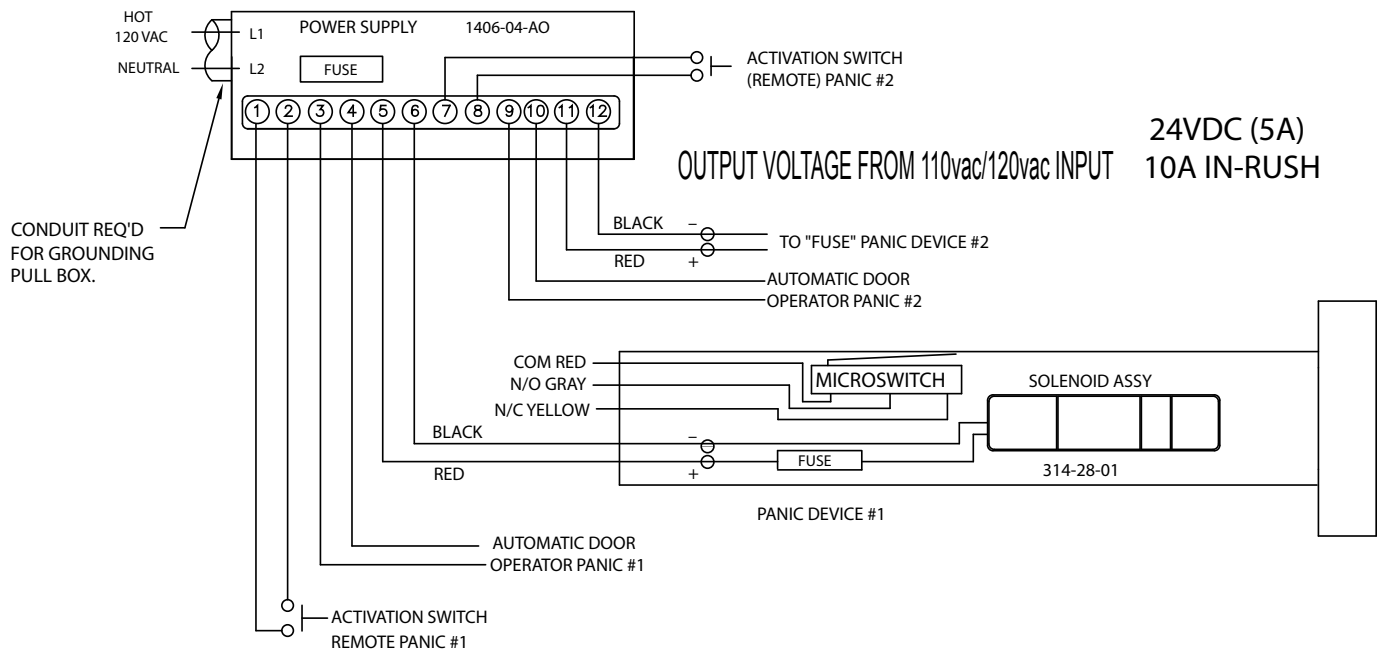 HOT
120 VAC
NEUTRAL
L1
L2
POWER SUPPLY
1406-04-AO
FUSE
1 2 3 4 5 6 7 8 9 10 11 12
ACTIVATION SWITCH
(REMOTE) PANIC #2
24VDC (5A)
OUTPUT VOLTAGE FROM 110vac/120vac INPUT
10A IN-RUSH
CONDUIT REQ'D
FOR GROUNDING
PULL BOX.
BLACK
–
TO "FUSE" PANIC DEVICE #2
RED
+
AUTOMATIC DOOR
OPERATOR PANIC #2
COM RED
N/O GRAY
N/C YELLOW
MICROSWITCH
SOLENOID ASSY
BLACK
–
RED
+
FUSE
314-28-01
PANIC DEVICE #1
AUTOMATIC DOOR
OPERATOR PANIC #1
ACTIVATION SWITCH
REMOTE PANIC #1